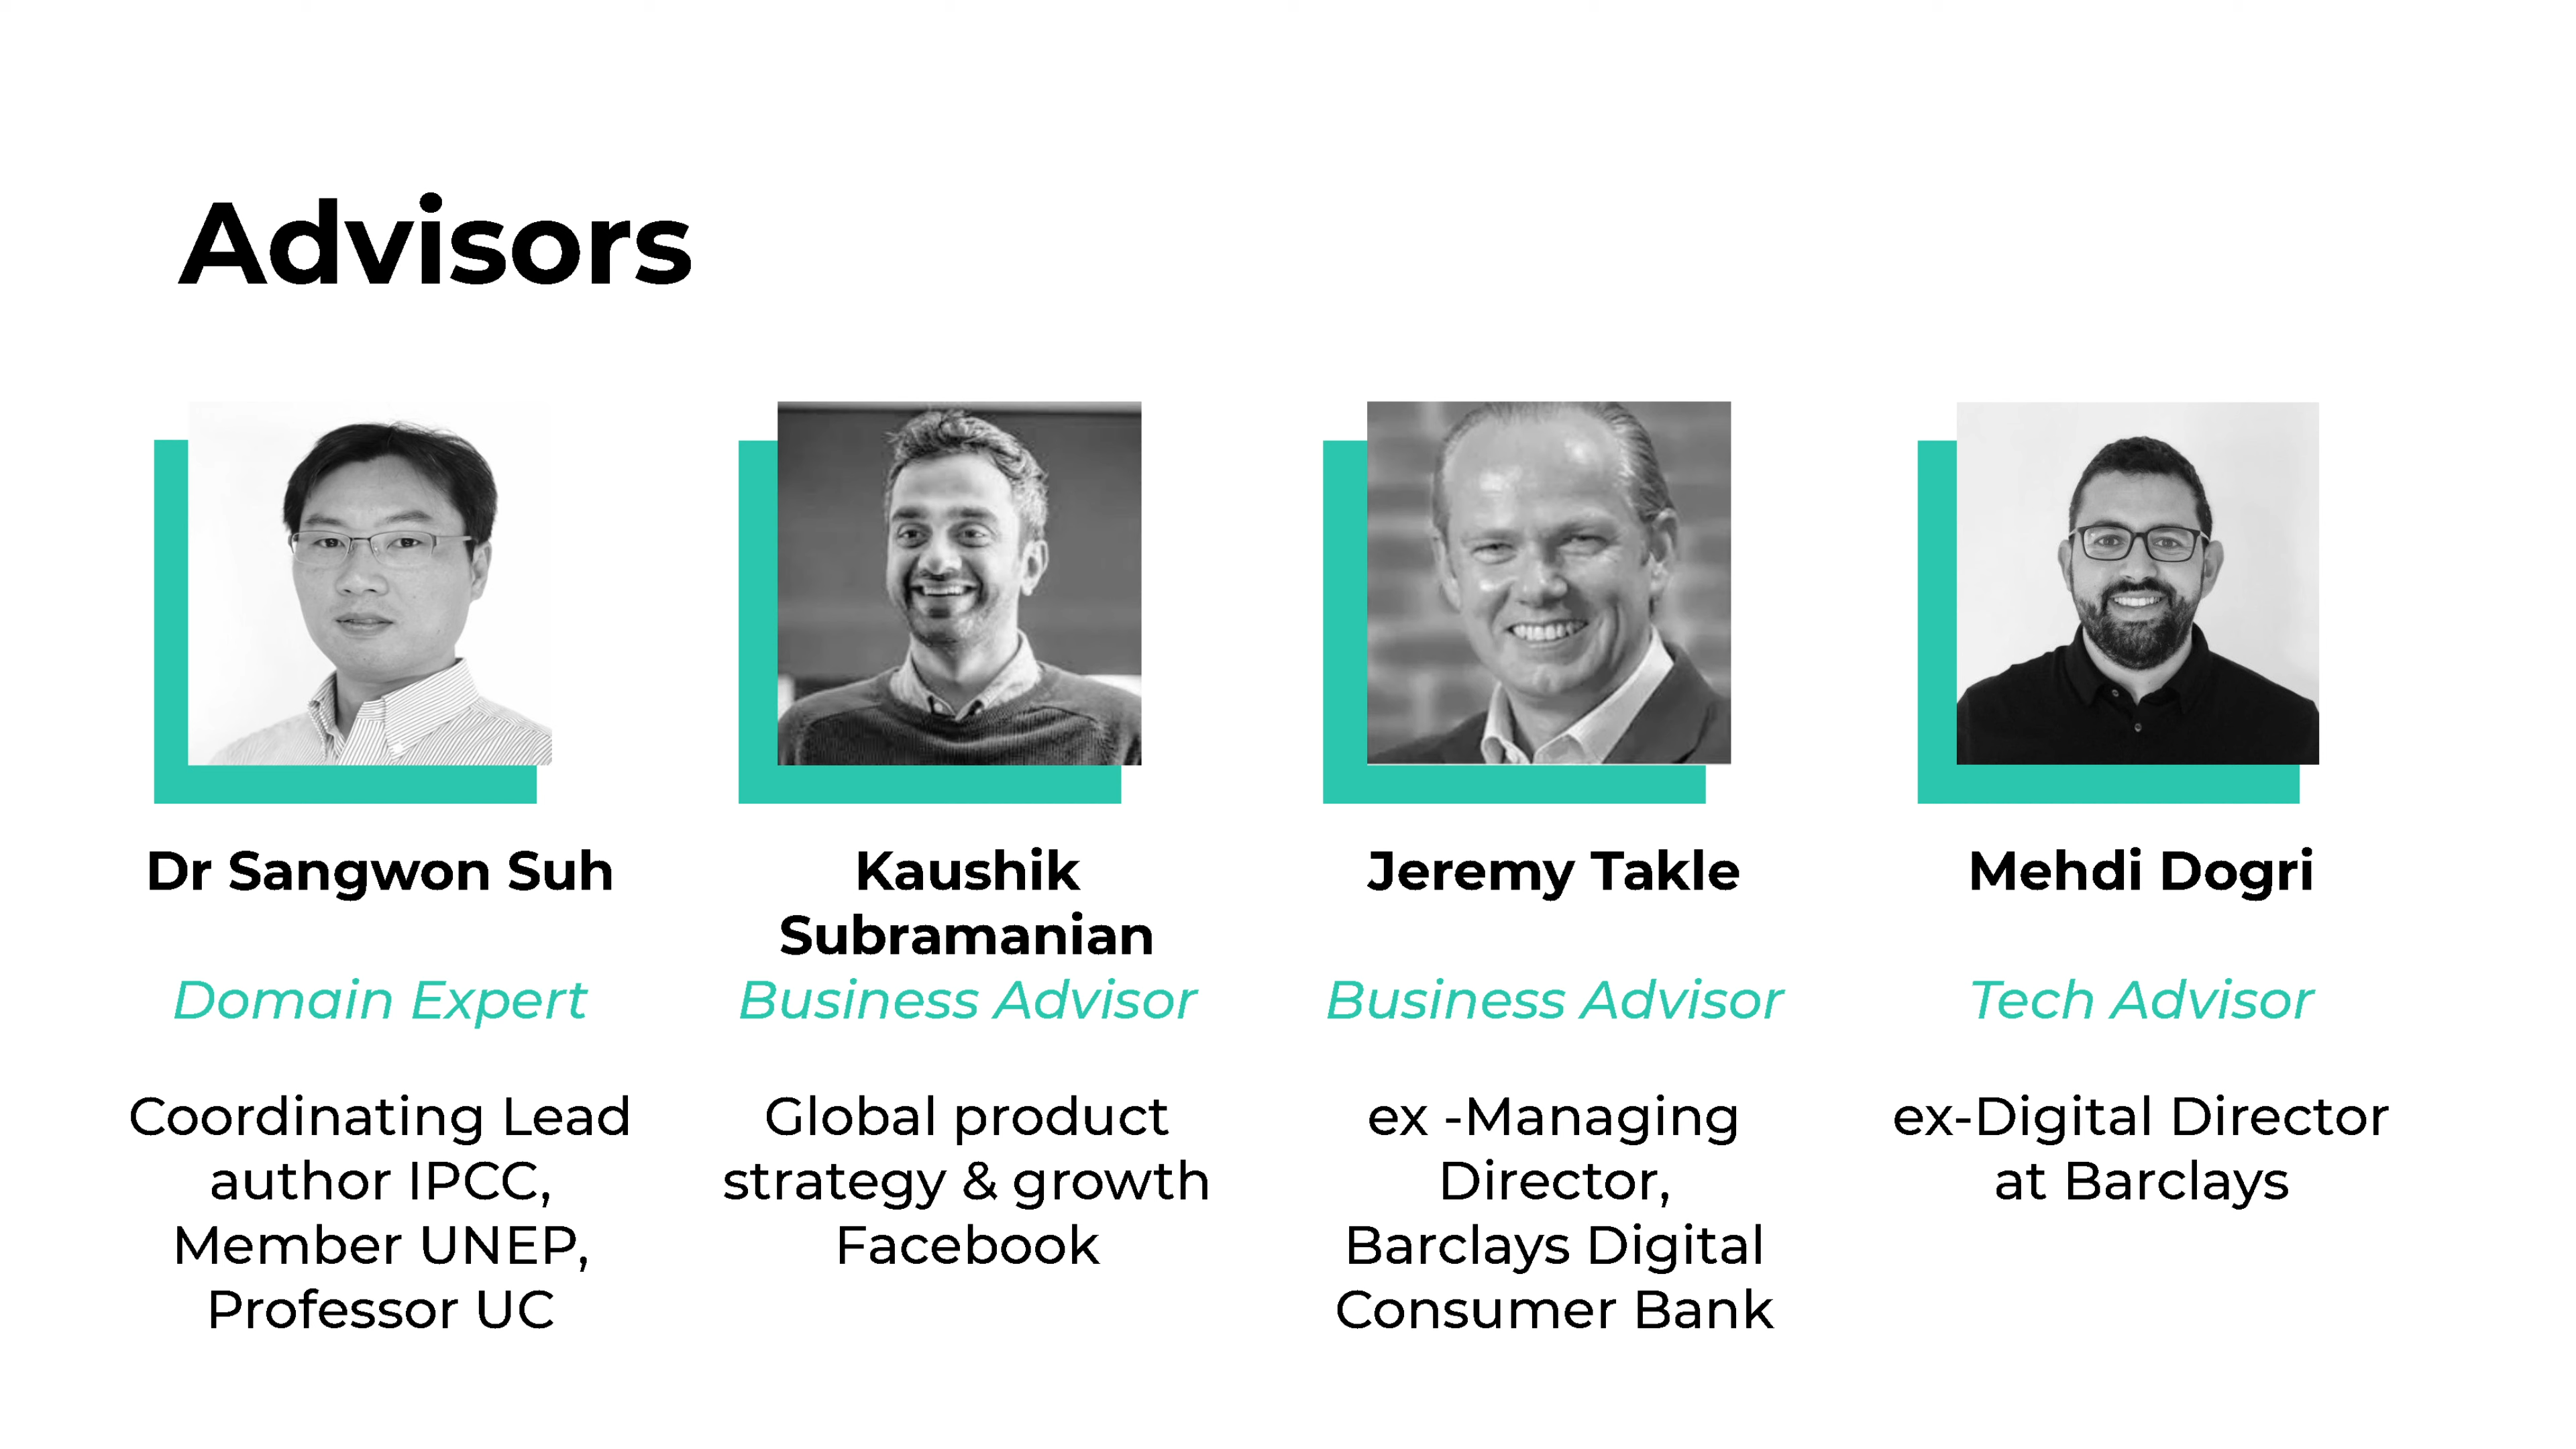 Advisors
Dr Sangwon Suh
Domain Expert
Coordinating Lead
author IPCC,
Member UNEP,
Professor UC
Kaushik
Subramanian
Business Advisor
Global product
strategy & growth
Facebook
Jeremy Takle
Business Advisor
ex -Managing
Director,
Barclays Digital
Consumer Bank
Mehdi Dogri
Tech Advisor
ex-Digital Director
at Barclays